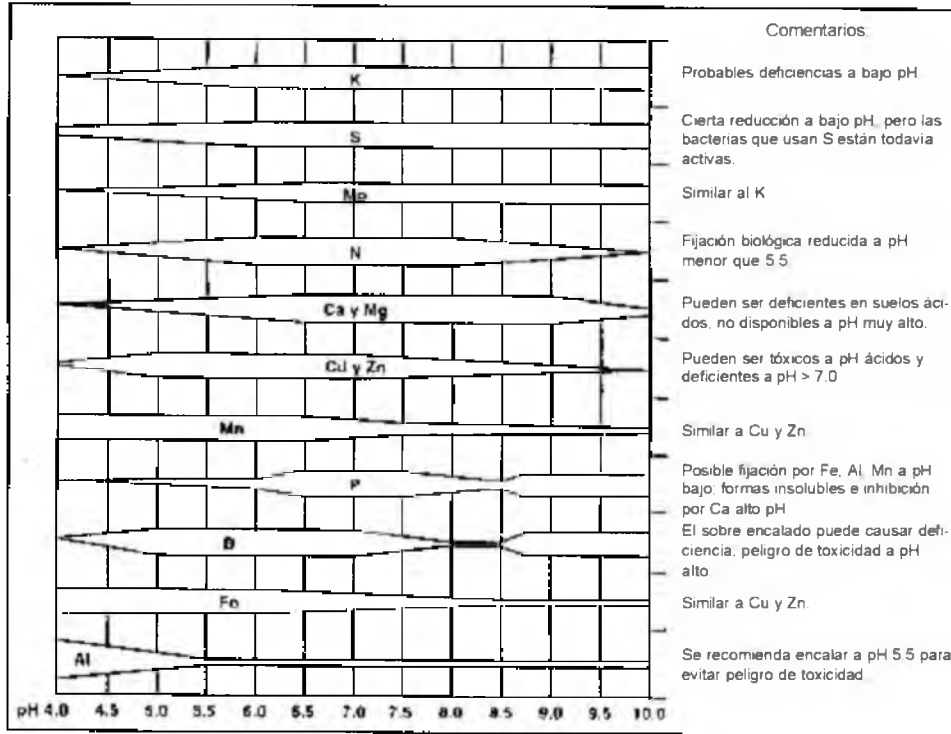 Comentarios
K
Probables deficiencias a bajo pH
S
Cierta reducción a bajo pH, pero las
bacterias que usan S están todavia
activas.
Mo
Similar al K
N
Fijación biológica reducida a pH
menor que 5.5
Ca y Mg
Pueden ser deficientes en suelos áci-
dos, no disponibles a pH muy alto.
Cu y Zn
Pueden ser tóxicos a pH ácidos y
deficientes a pH > 7.0
Mn
Similar a Cu y Zn
P
Posible fijación por Fe, Al, Mn a pH
bajo; formas insolubles e inhibición
por Ca alto pH
B
El sobre encalado puede causar defi-
ciencia; peligro de toxicidad a pH
alto.
Fe
Similar a Cu y Zn.
Al
Se recomienda encalar a pH 5.5 para
evitar peligro de toxicidad
pH 4.0 4.5 5.0 5.5 6.0 6.5 7.0 7.5 8.0 8.5 9.0 9.5 10.0